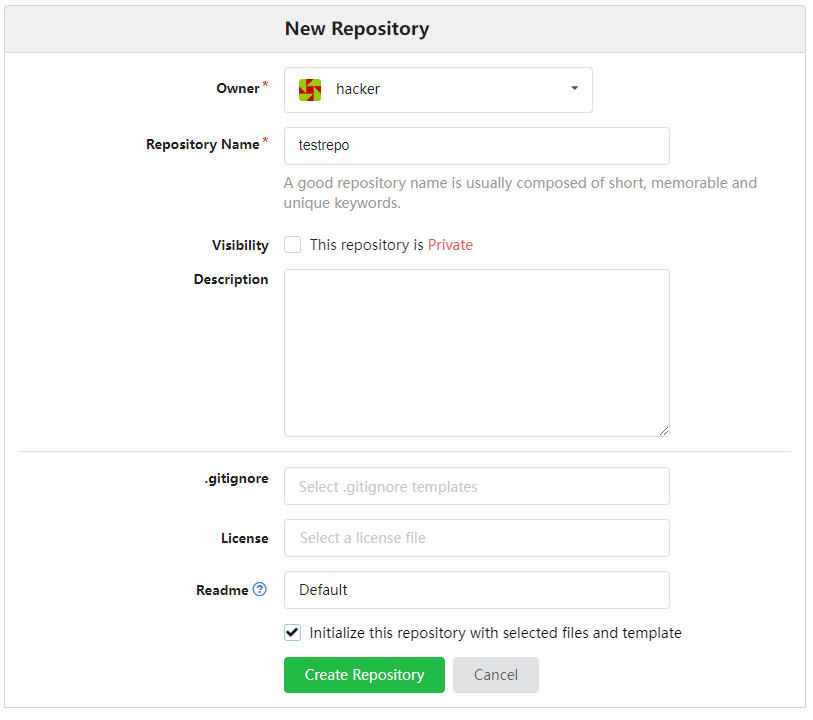 New Repository
Owner*
hacker
Repository Name*
testrepo
A good repository name is usually composed of short, memorable and
unique keywords.
Visibility
This repository is Private
Description
.gitignore
Select .gitignore templates
License
Select a license file
Readme ?
Default
Initialize this repository with selected files and template
Create Repository
Cancel